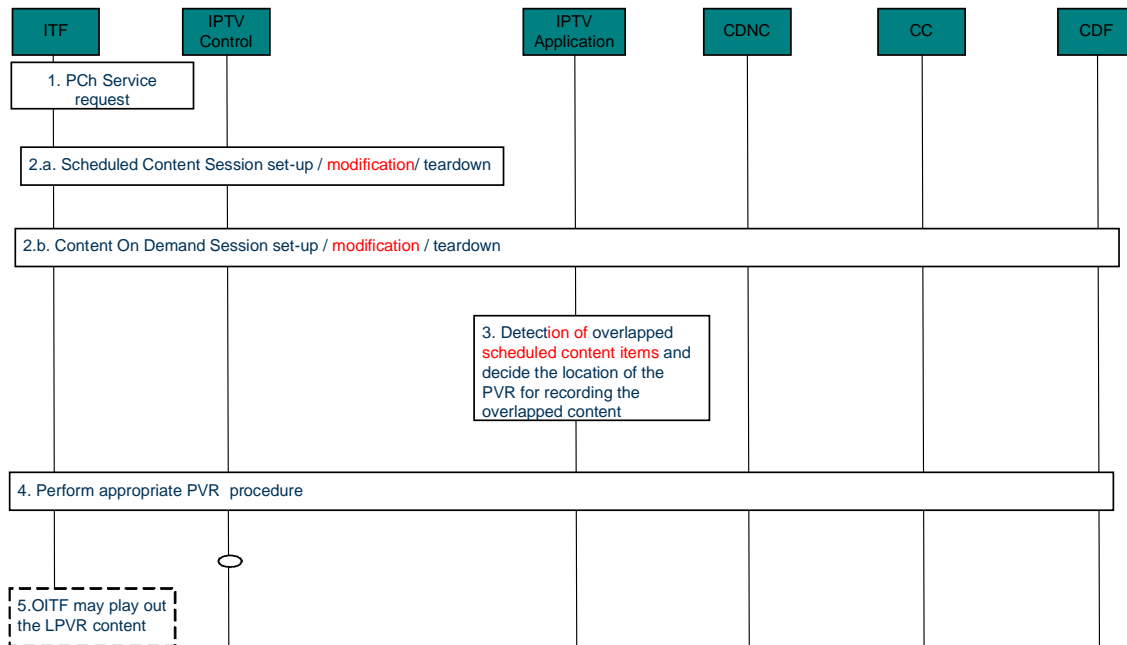 ITF
IPTV
Control
IPTV
Application
CDNC
CC
CDF
1. PCh Service
request
2.a. Scheduled Content Session set-up / modification/ teardown
2.b. Content On Demand Session set-up / modification / teardown
3. Detection of overlapped
scheduled content items and
decide the location of the
PVR for recording the
overlapped content
4. Perform appropriate PVR procedure
5.OITF may play out
the LPVR content